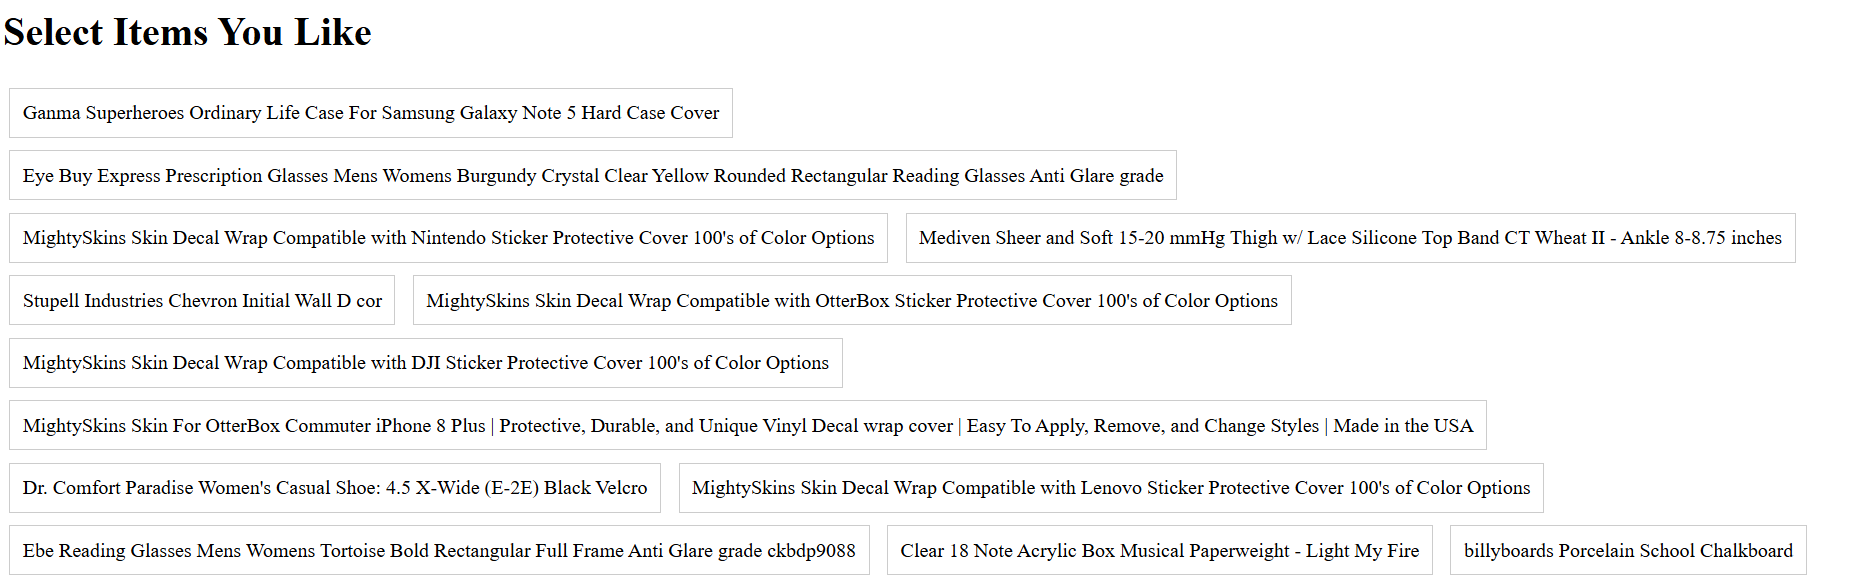 Select Items You Like
Ganma Superheroes Ordinary Life Case For Samsung Galaxy Note 5 Hard Case Cover
Eye Buy Express Prescription Glasses Mens Womens Burgundy Crystal Clear Yellow Rounded Rectangular Reading Glasses Anti Glare grade
MightySkins Skin Decal Wrap Compatible with Nintendo Sticker Protective Cover 100's of Color Options
Mediven Sheer and Soft 15-20 mmHg Thigh w/ Lace Silicone Top Band CT Wheat II - Ankle 8-8.75 inches
Stupell Industries Chevron Initial Wall D cor
MightySkins Skin Decal Wrap Compatible with OtterBox Sticker Protective Cover 100's of Color Options
MightySkins Skin Decal Wrap Compatible with DJI Sticker Protective Cover 100's of Color Options
MightySkins Skin For OtterBox Commuter iPhone 8 Plus | Protective, Durable, and Unique Vinyl Decal wrap cover | Easy To Apply, Remove, and Change Styles | Made in the USA
Dr. Comfort Paradise Women's Casual Shoe: 4.5 X-Wide (E-2E) Black Velcro
MightySkins Skin Decal Wrap Compatible with Lenovo Sticker Protective Cover 100's of Color Options
Ebe Reading Glasses Mens Womens Tortoise Bold Rectangular Full Frame Anti Glare grade ckbdp9088
Clear 18 Note Acrylic Box Musical Paperweight - Light My Fire
billyboards Porcelain School Chalkboard